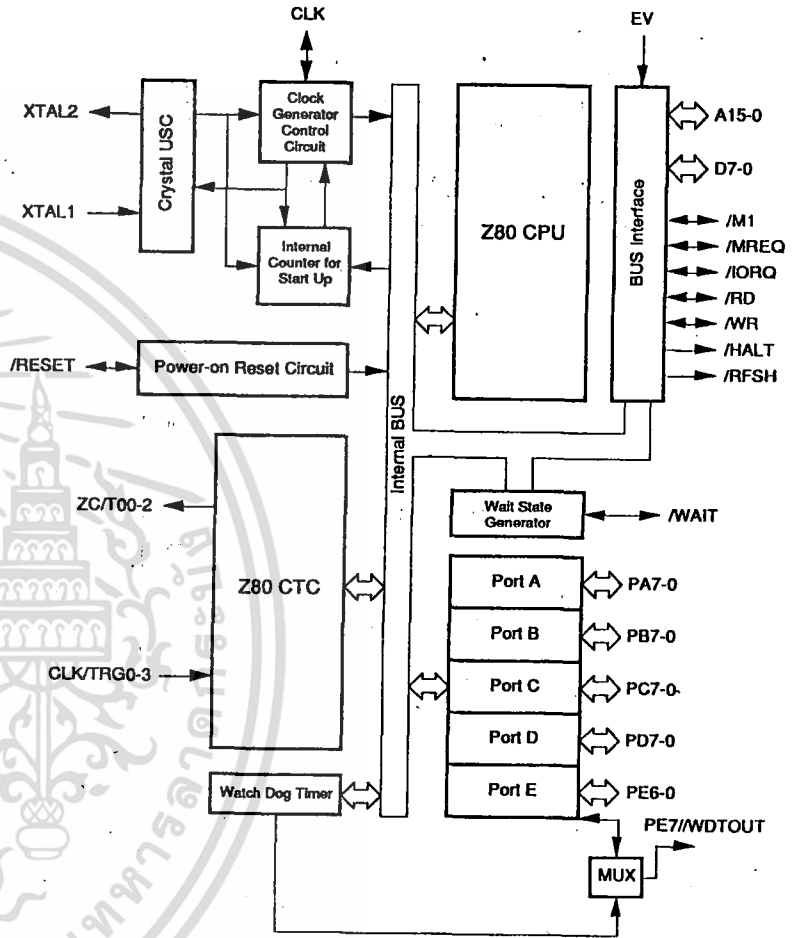 CLK
EV
XTAL2
XTAL1
Crystal USC
Clock
Generator
Control
Circuit
Internal
Counter for
Start Up
Z80 CPU
BUS Interface
A15-0
D7-0
/M1
/MREQ
/IORQ
/RD
/WR
/HALT
/RFSH
/RESET
Power-on Reset Circuit
Internal BUS
ZC/T00-2
Z80 CTC
CLK/TRG0-3
Wait State
Generator
/WAIT
Port A
PA7-0
Port B
PB7-0
Port C
PC7-0
Port D
PD7-0
Port E
PE6-0
Watch Dog Timer
PE7//WDTOUT
MUX